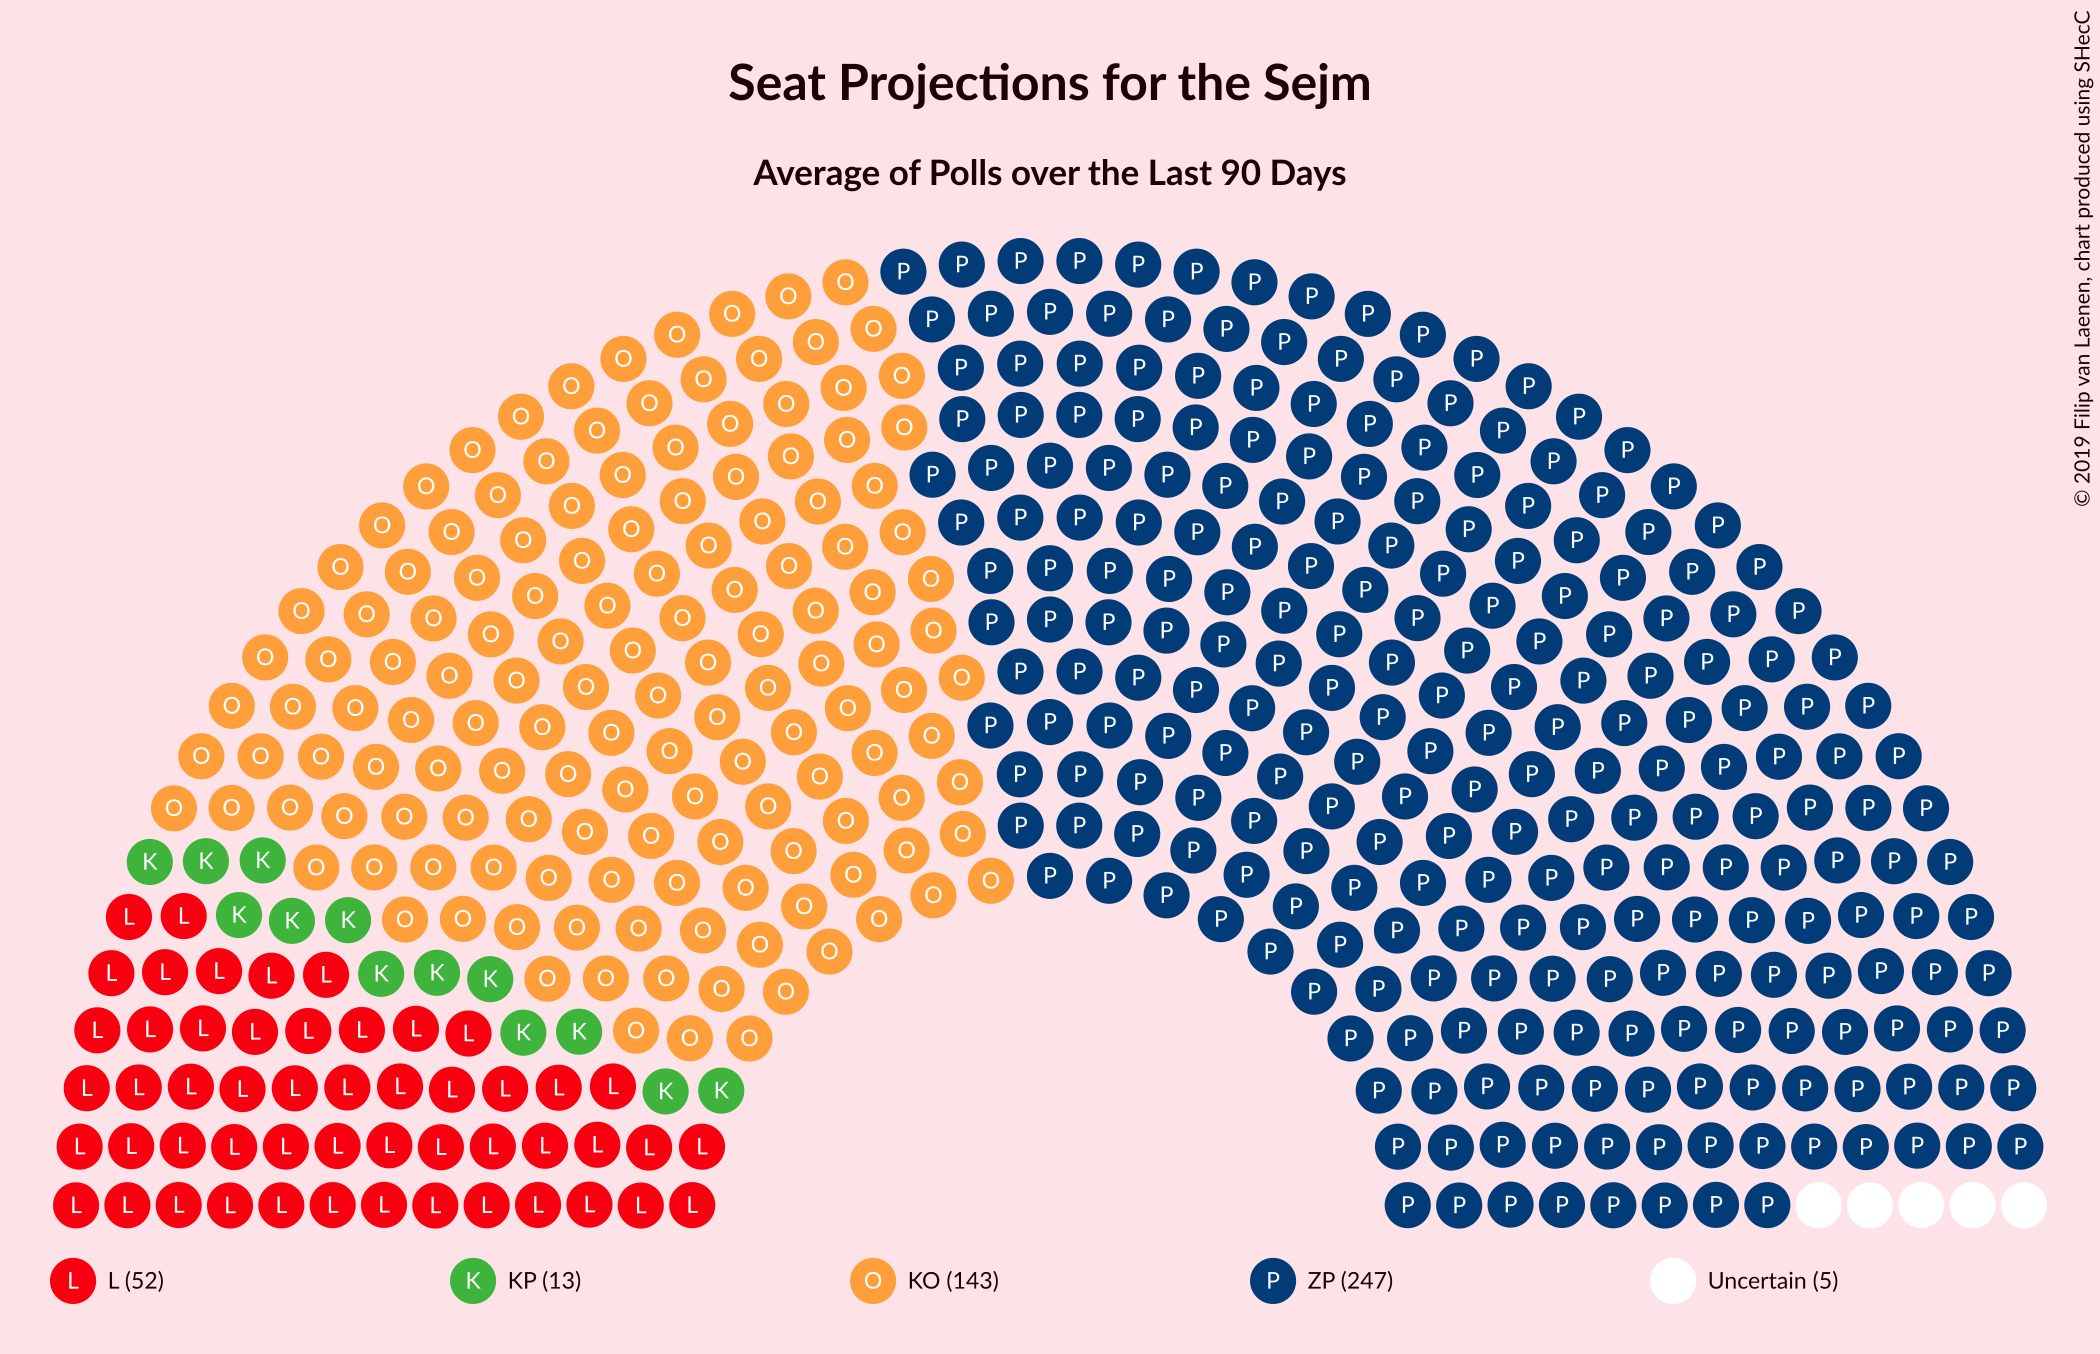 Seat Projections for the Sejm
Average of Polls over the Last 90 Days
© 2019 Filip van Laenen, chart produced using SHecC
L L (52)
K KP (13)
O KO (143)
P ZP (247)
Uncertain (5)